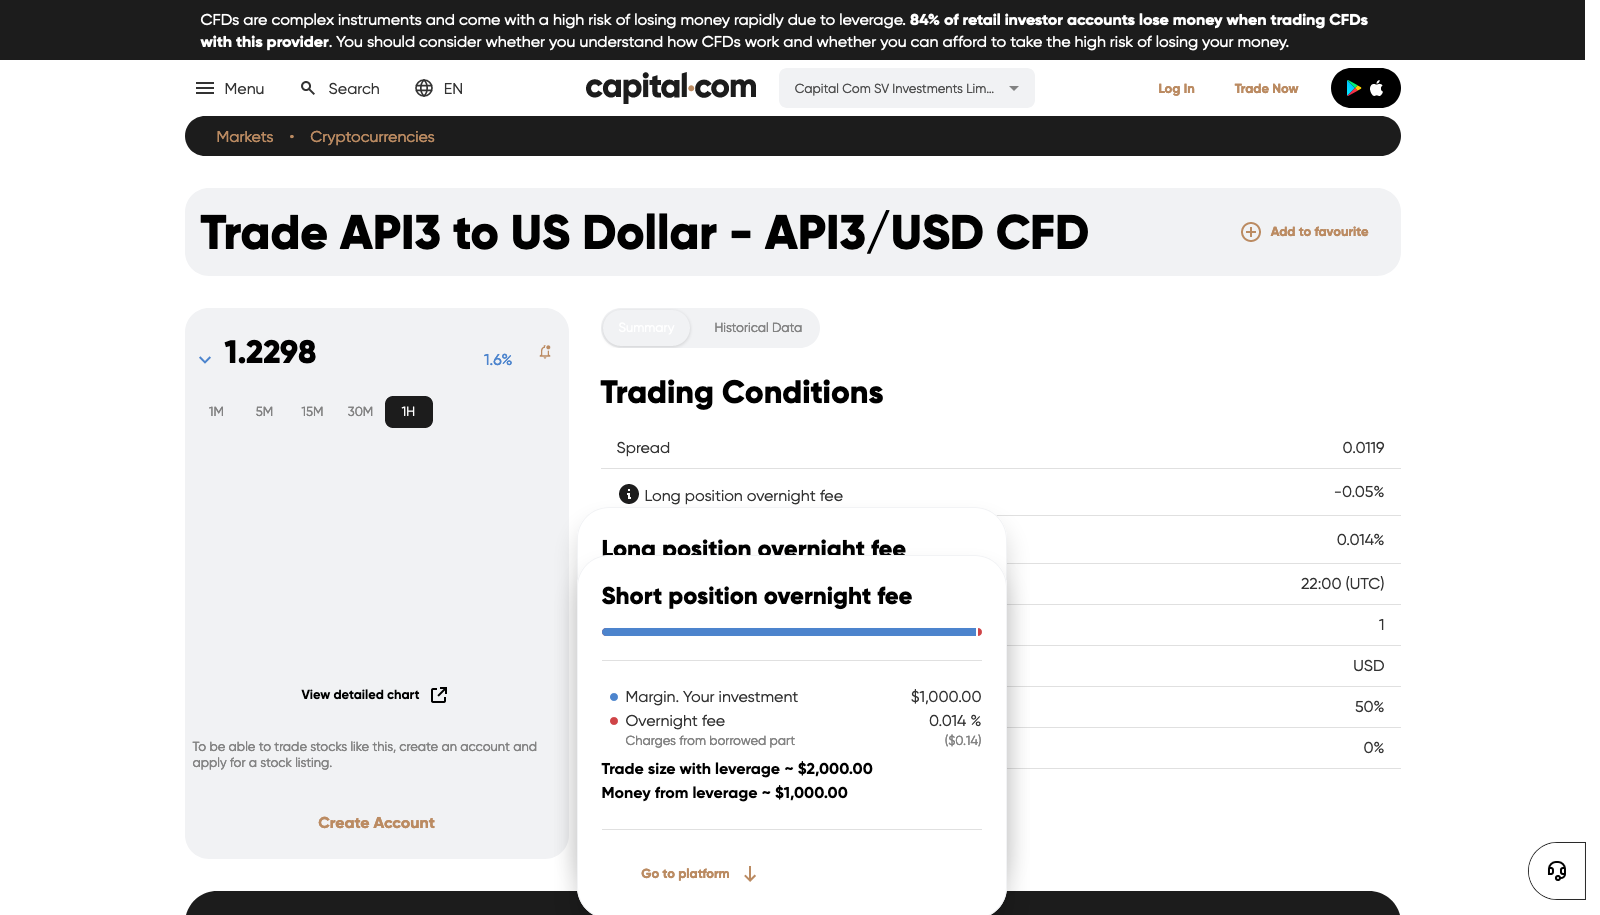 CFDs are complex instruments and come with a high risk of losing money rapidly due to leverage. 84% of retail investor accounts lose money when trading CFDs
with this provider. You should consider whether you understand how CFDs work and whether you can afford to take the high risk of losing your money.
Menu
Search
EN
capital.com
Capital Com SV Investments Lim...
Log In
Trade Now
Markets • Cryptocurrencies
Trade API3 to US Dollar - API3/USD CFD
Add to favourite
1.2298
1.6%
1M 5M 15M 30M 1H
View detailed chart
To be able to trade stocks like this, create an account and
apply for a stock listing.
Create Account
Summary
Historical Data
Trading Conditions
Spread 0.0119
Long position overnight fee -0.05%
0.014%
22:00 (UTC)
1
USD
50%
0%
Long position overnight fee
Short position overnight fee
Margin. Your investment $1,000.00
Overnight fee 0.014 %
Charges from borrowed part ($0.14)
Trade size with leverage ~ $2,000.00
Money from leverage ~ $1,000.00
Go to platform